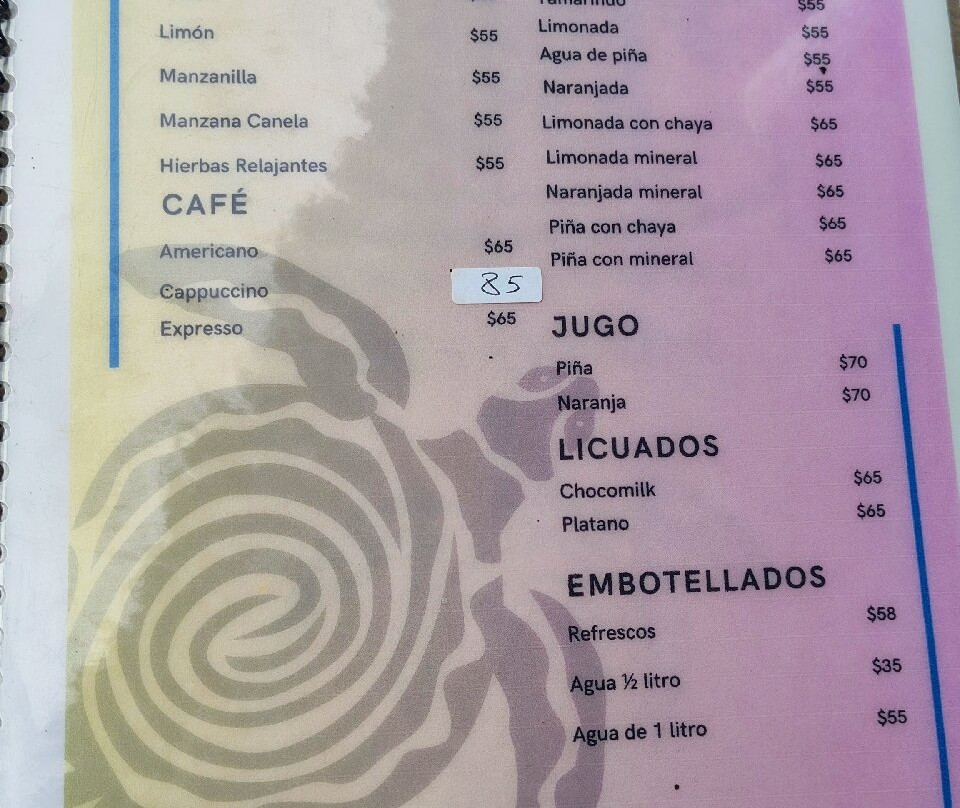 Limón $55
Manzanilla $55
Manzana Canela $55
Hierbas Relajantes $55
CAFÉ
Americano $65
Cappuccino 85
Expresso $65
Tamarindo $55
Limonada $55
Agua de piña $55
Naranjada $55
Limonada con chaya $65
Limonada mineral $65
Naranjada mineral $65
Piña con chaya $65
Piña con mineral $65
JUGO
Piña $70
Naranja $70
LICUADOS
Chocomilk $65
Platano $65
EMBOTELLADOS
Refrescos $58
Agua ½ litro $35
Agua de 1 litro $55